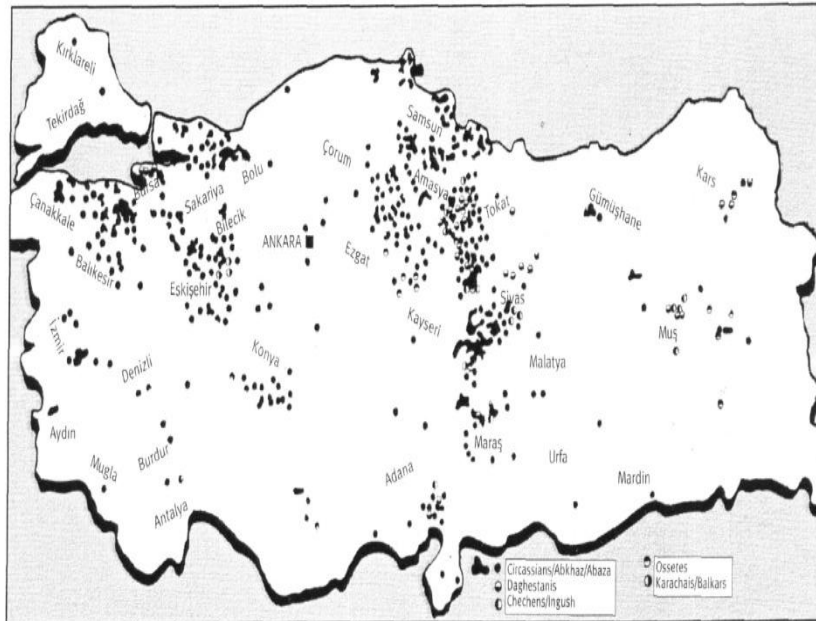 Kırklareli
Tekirdağ
Samsun
Çorum
Bolu
Kars
Bursa
Amasya
Sakariya
Çanakkale
Tokat
Gümüşhane
Bilecik
ANKARA
Ezgat
Balıkesir
Eskişehir
Sivas
Kayseri
İzmir
Muş
Konya
Denizli
Malatya
Aydın
Maraş
Burdur
Urfa
Mugla
Adana
Mardin
Antalya
Circassians/Abkhaz/Abaza
Daghestanis
Chechens/Ingush
Ossetes
Karachais/Balkars